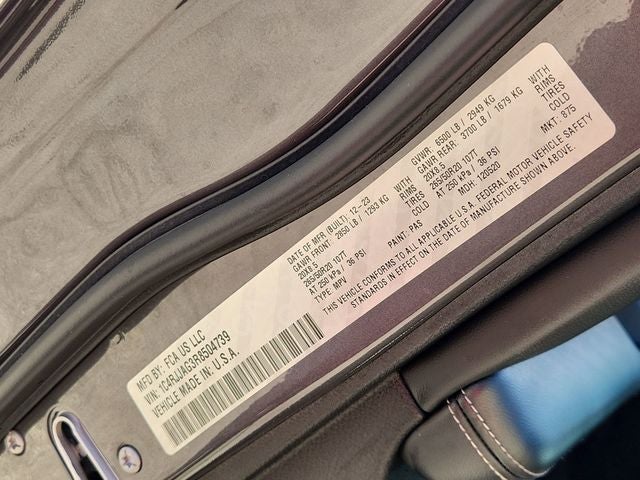 MFD BY: FCA US LLC
VIN: 1C4RJJAG3R8504739
VEHICLE MADE IN: U.S.A.
DATE OF MFR (BUILT): 12-23 GVWR: 6500 LB / 2949 KG
GAWR FRONT: 2850 LB / 1293 KG WITH GAWR REAR: 3700 LB / 1679 KG WITH
20X8.5 RIMS 20X8.5 RIMS
265/50R20 107T TIRES 265/50R20 107T TIRES
AT 250 kPa / 36 PSI COLD AT 250 kPa / 36 PSI COLD
TYPE: MPV PAINT: PAS MDH: 120520 MKT: 875
THIS VEHICLE CONFORMS TO ALL APPLICABLE U.S.A. FEDERAL MOTOR VEHICLE SAFETY
STANDARDS IN EFFECT ON THE DATE OF MANUFACTURE SHOWN ABOVE.